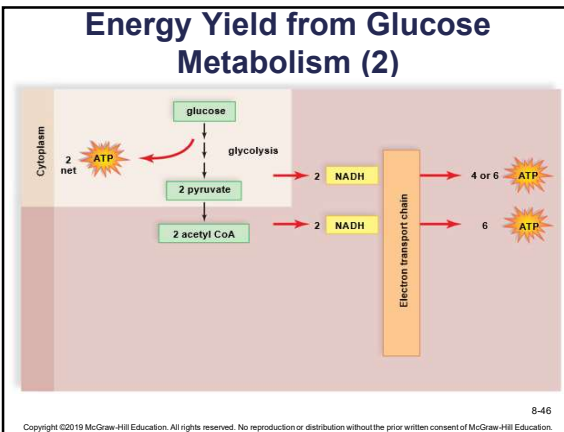 Energy Yield from Glucose
Metabolism (2)
Cytoplasm
glucose
glycolysis
2
net
ATP
2 pyruvate
2 NADH
4 or 6 ATP
2 acetyl CoA
2 NADH
6 ATP
Electron transport chain
8-46
Copyright ©2019 McGraw-Hill Education. All rights reserved. No reproduction or distribution without the prior written consent of McGraw-Hill Education.